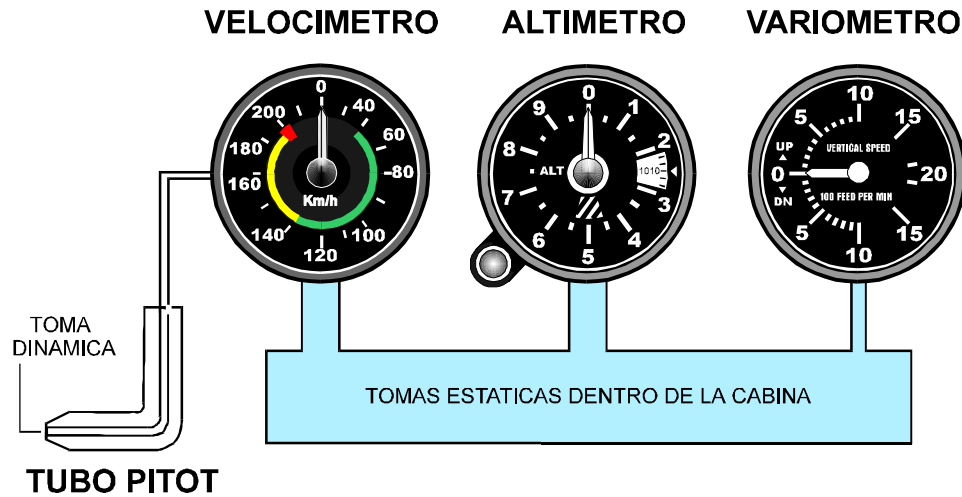 VELOCIMETRO
ALTIMETRO
VARIOMETRO
0
40
60
80
100
120
140
160
180
200
Km/h
0
1
2
3
4
5
6
7
8
9
ALT
1010
10
15
20
15
10
5
0
5
UP
DN
VERTICAL SPEED
100 FEED PER MIN
TOMA
DINAMICA
TOMAS ESTATICAS DENTRO DE LA CABINA
TUBO PITOT